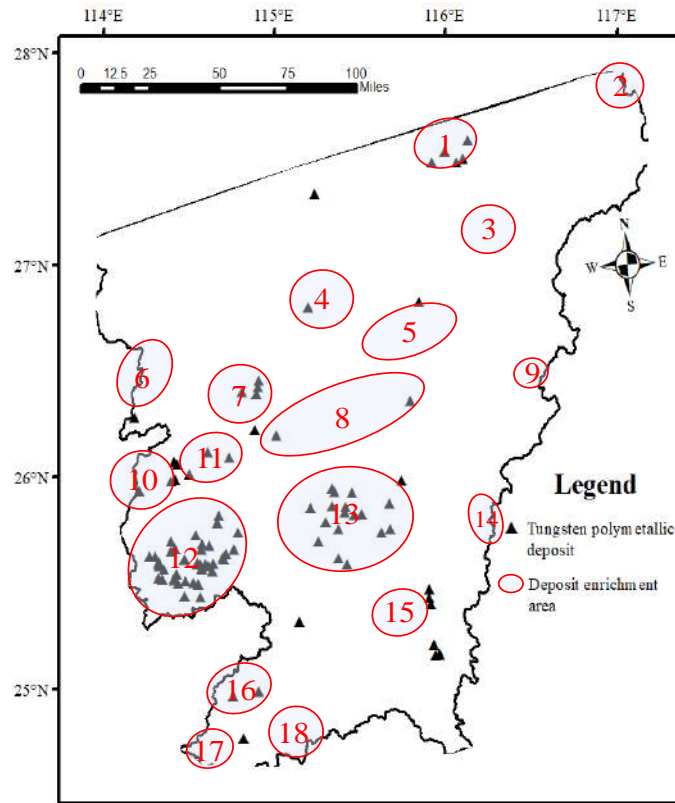 114°E 115°E 116°E 117°E
28°N
0 12.5 25 50 75 100
Miles
2
1
27°N
3
N
W E
S
4
5
6
7
9
8
11
26°N
10
Legend
13
14
Tungsten polymetallic
deposit
12
Deposit enrichment
area
15
25°N
16
18
17